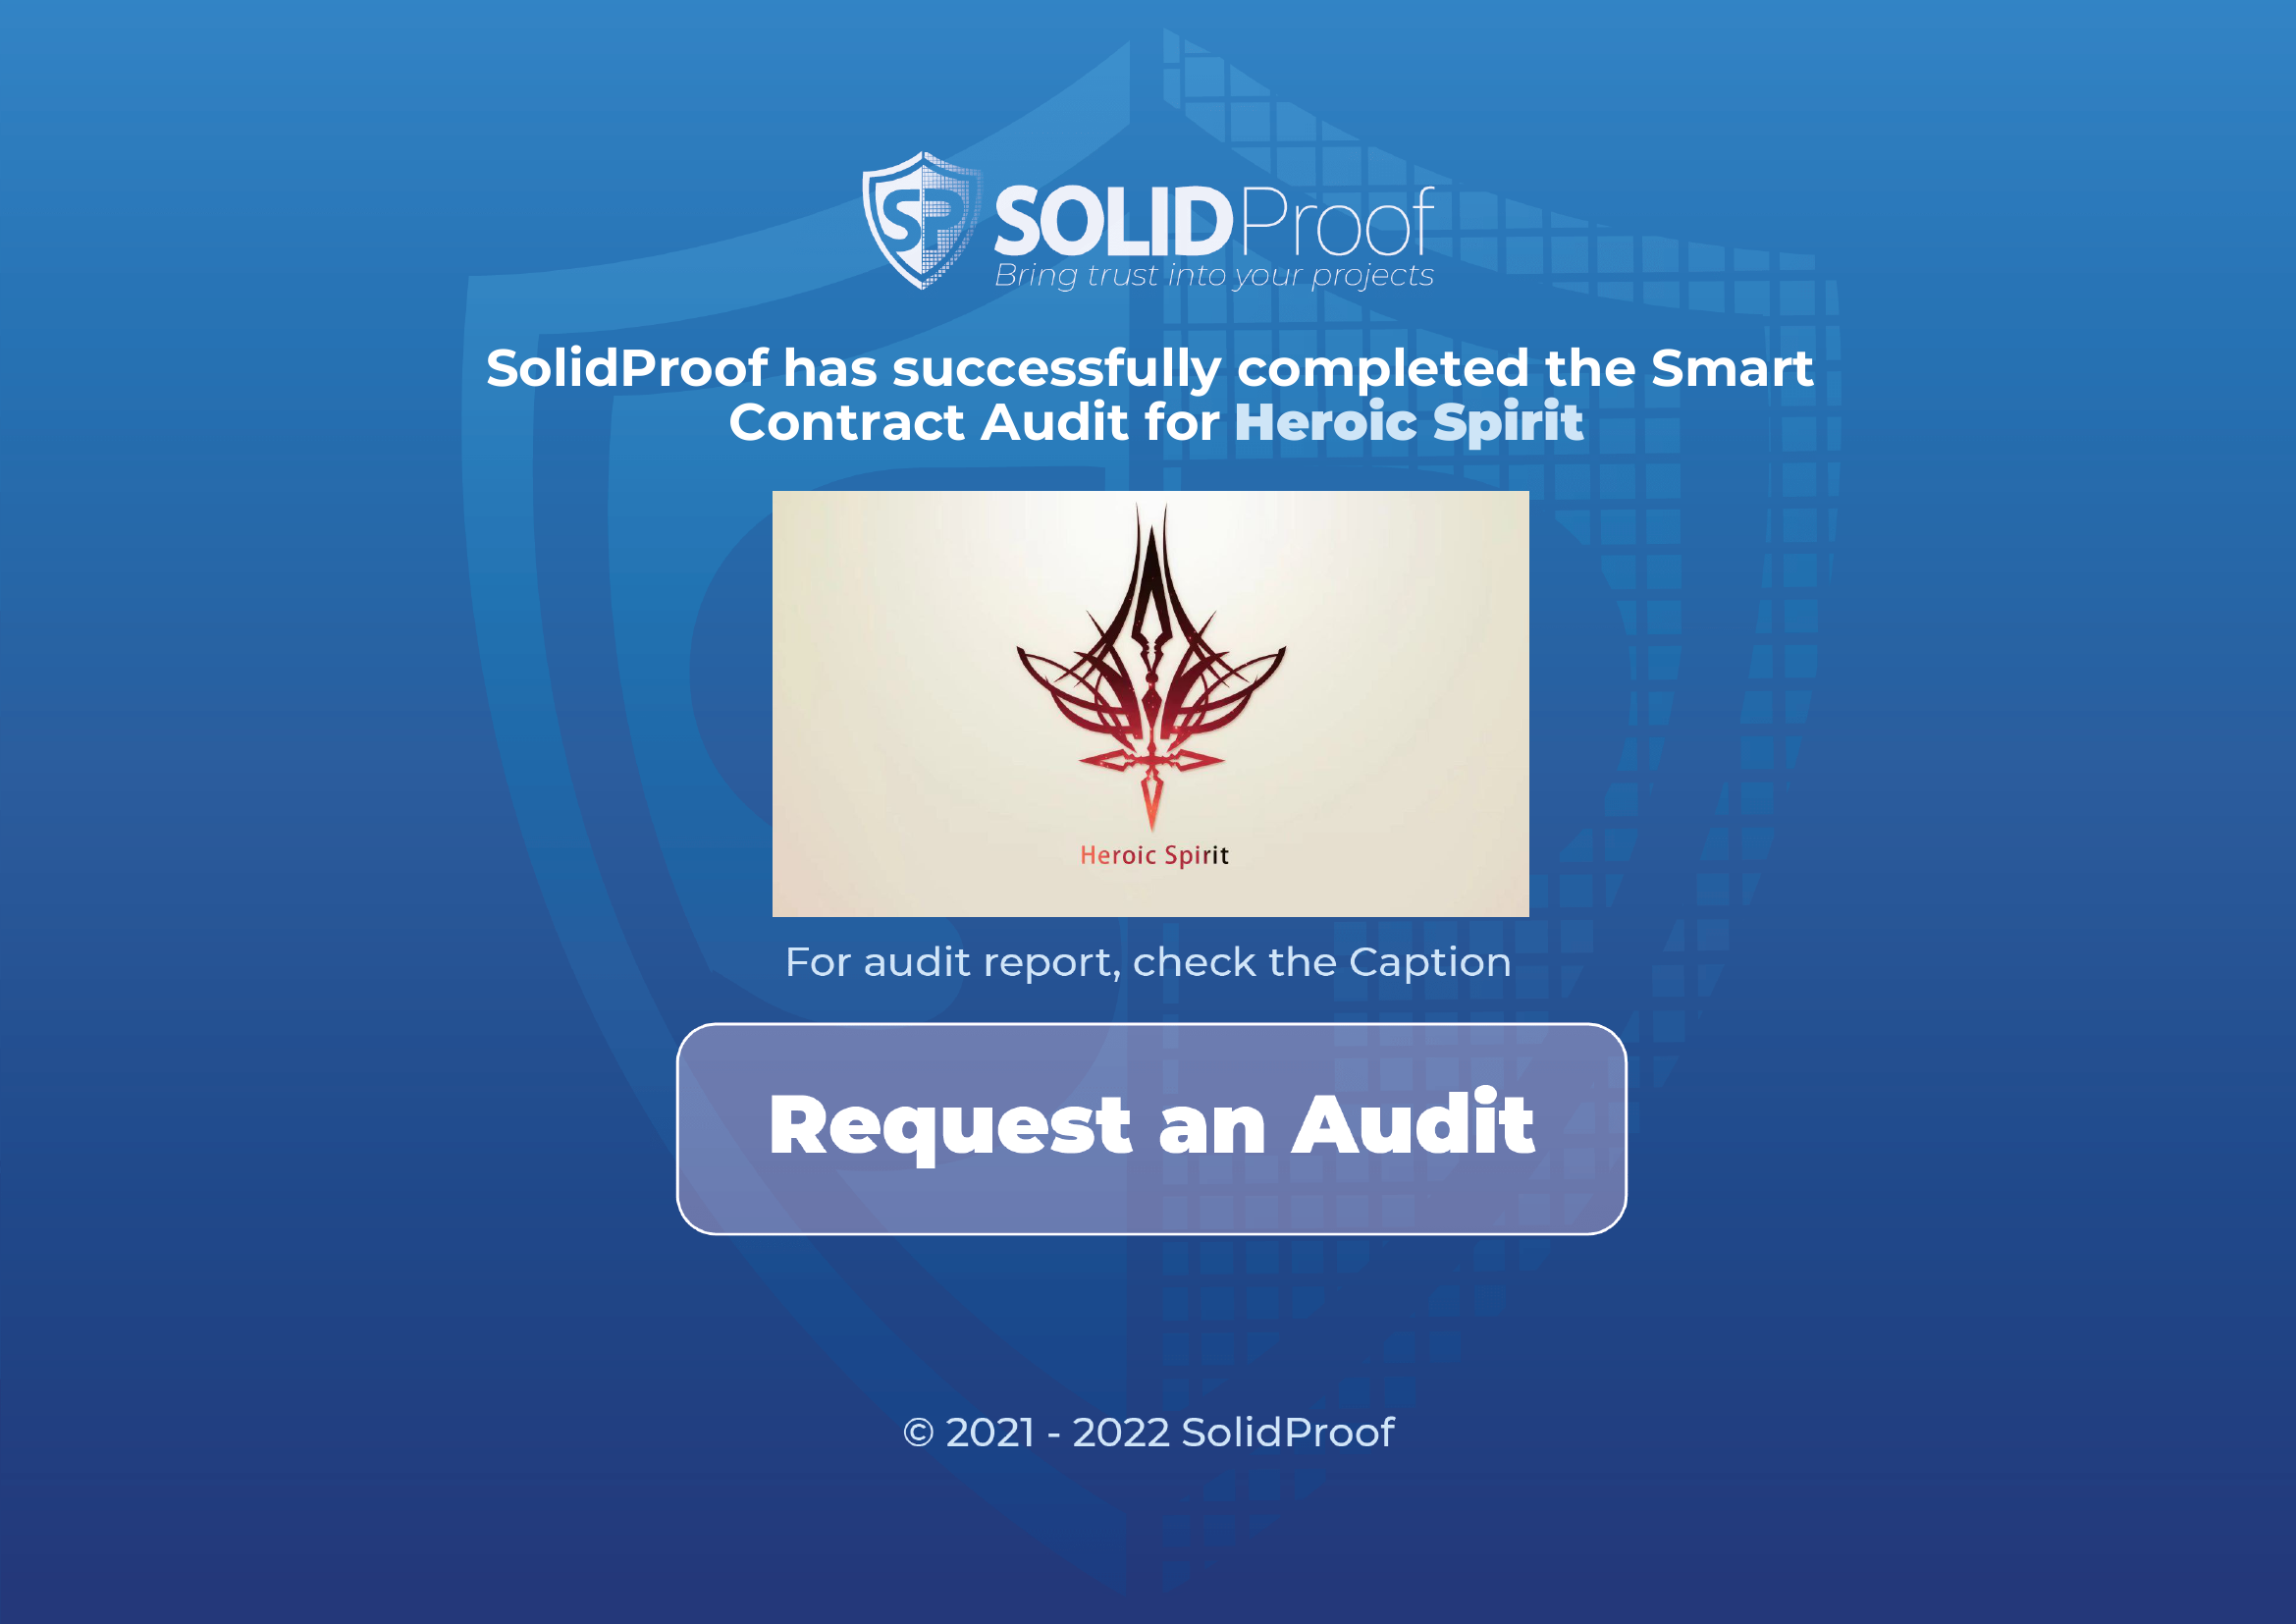 SP SOLIDProof
Bring trust into your projects
SolidProof has successfully completed the Smart
Contract Audit for Heroic Spirit
Heroic Spirit
For audit report, check the Caption
Request an Audit
© 2021 - 2022 SolidProof